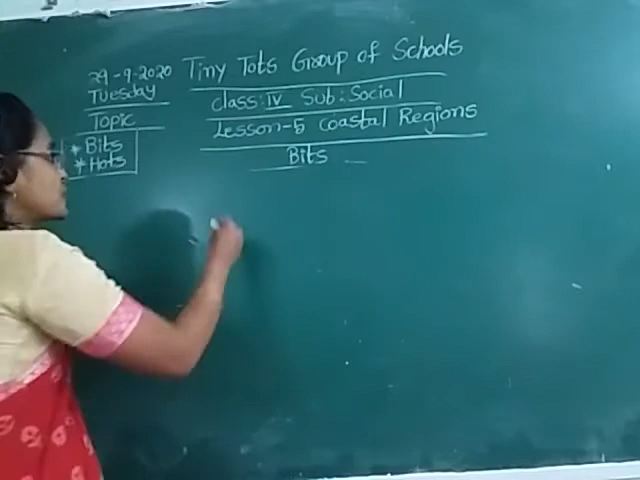 29-9-2020
Tuesday
Topic
* Bits
* Hots
Tiny Tots Group of Schools
class: IV Sub: Social
Lesson-5 Coastal Regions
Bits